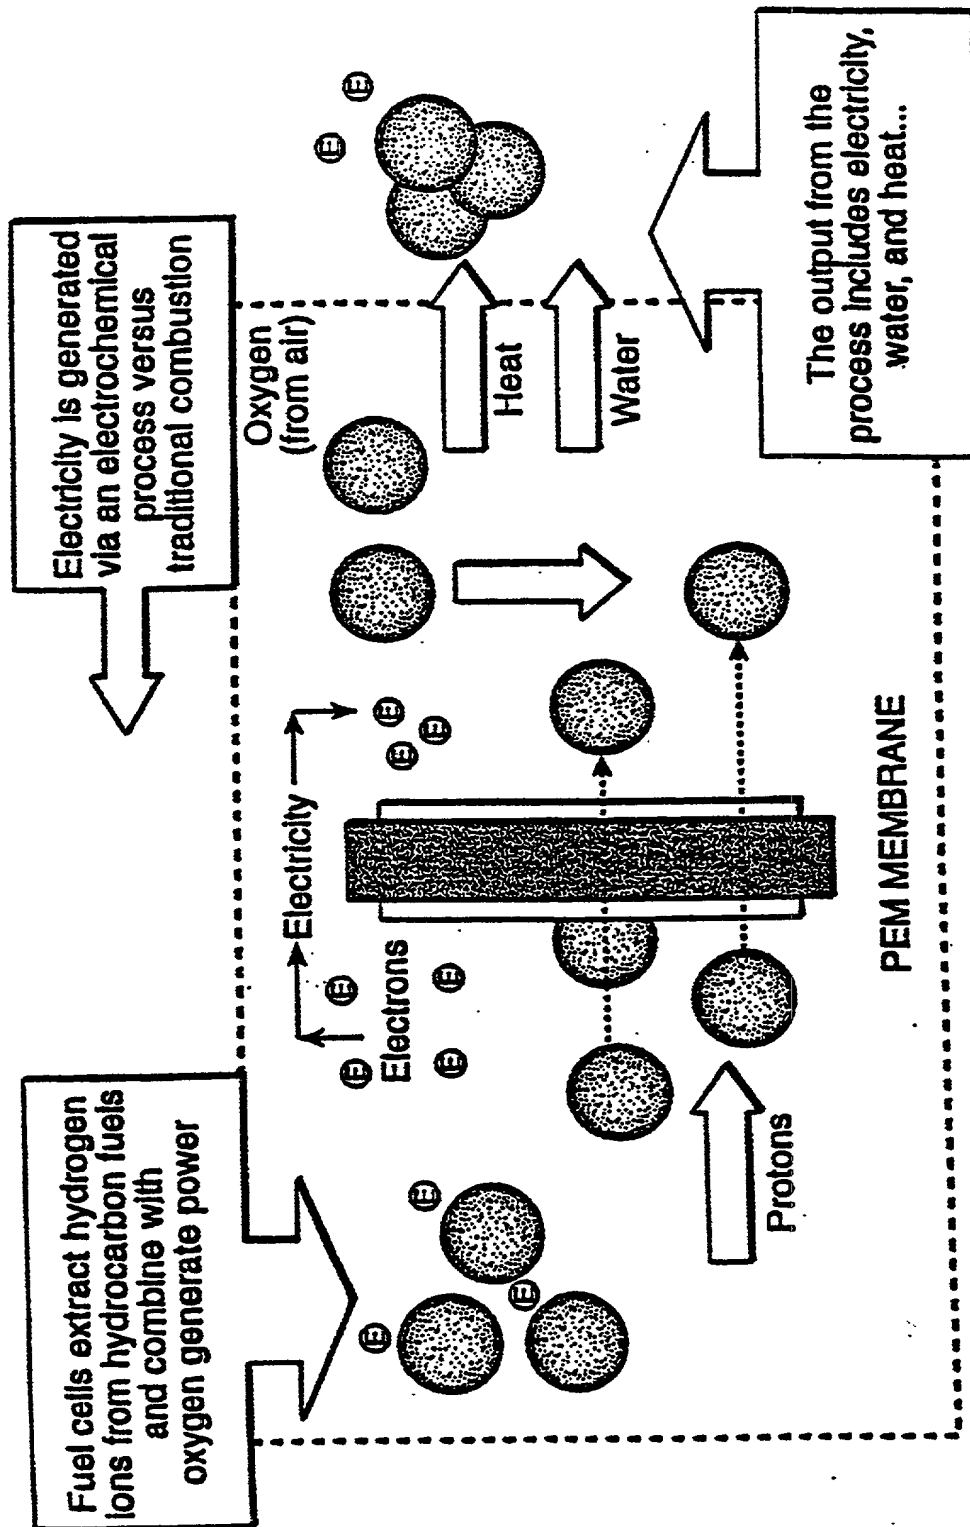 Fuel cells extract hydrogen
ions from hydrocarbon fuels
and combine with
oxygen generate power
Electricity is generated
via an electrochemical
process versus
traditional combustion
E
E
E
E
E
E
E
Electrons
Electricity
E
E
E
Oxygen
(from air)
E
E
Heat
Water
Protons
PEM MEMBRANE
The output from the
process includes electricity,
water, and heat...